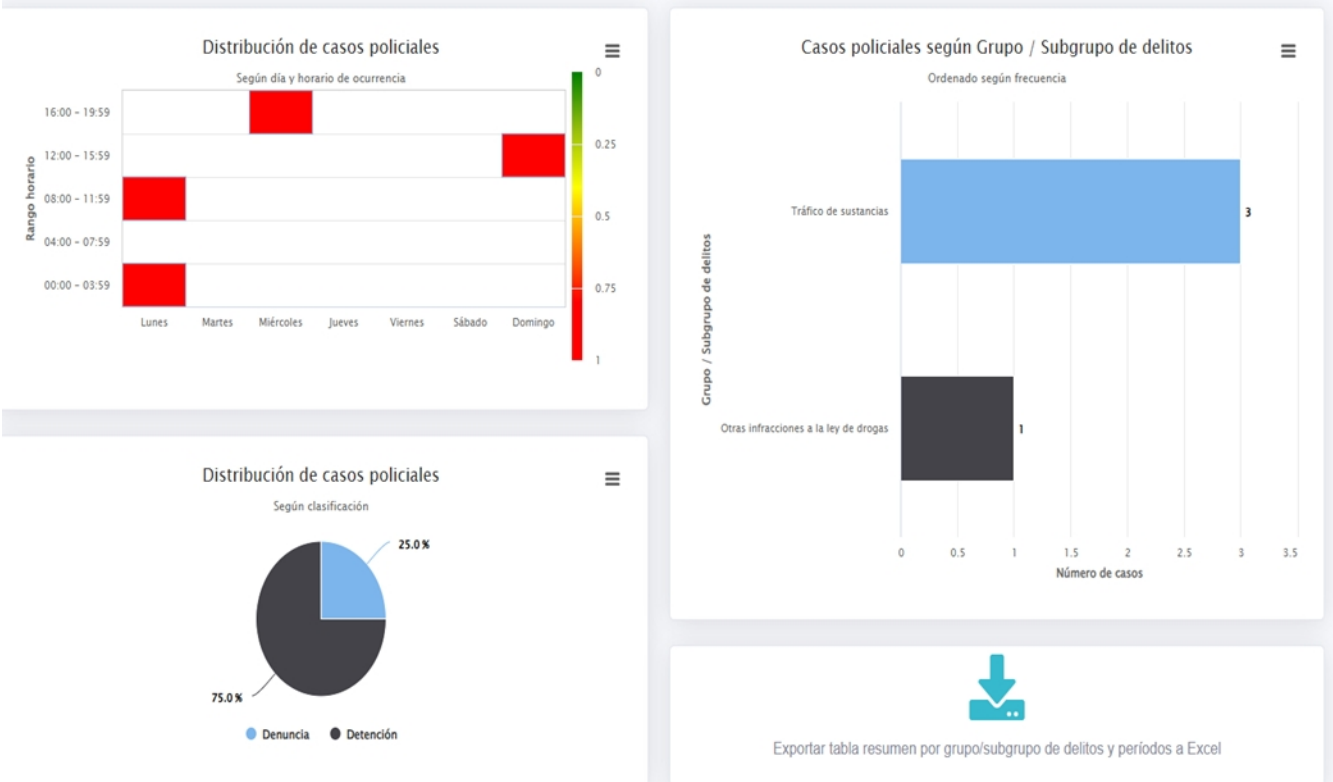 Distribución de casos policiales
Según día y horario de ocurrencia
Rango horario
16:00 - 19:59
12:00 - 15:59
08:00 - 11:59
04:00 - 07:59
00:00 - 03:59
Lunes Martes Miércoles Jueves Viernes Sábado Domingo
0
0.25
0.5
0.75
1
Casos policiales según Grupo / Subgrupo de delitos
Ordenado según frecuencia
Grupo / Subgrupo de delitos
Tráfico de sustancias
3
Otras infracciones a la ley de drogas
1
0 0.5 1 1.5 2 2.5 3 3.5
Número de casos
Distribución de casos policiales
Según clasificación
25.0 %
75.0 %
Denuncia Detención
Exportar tabla resumen por grupo/subgrupo de delitos y períodos a Excel